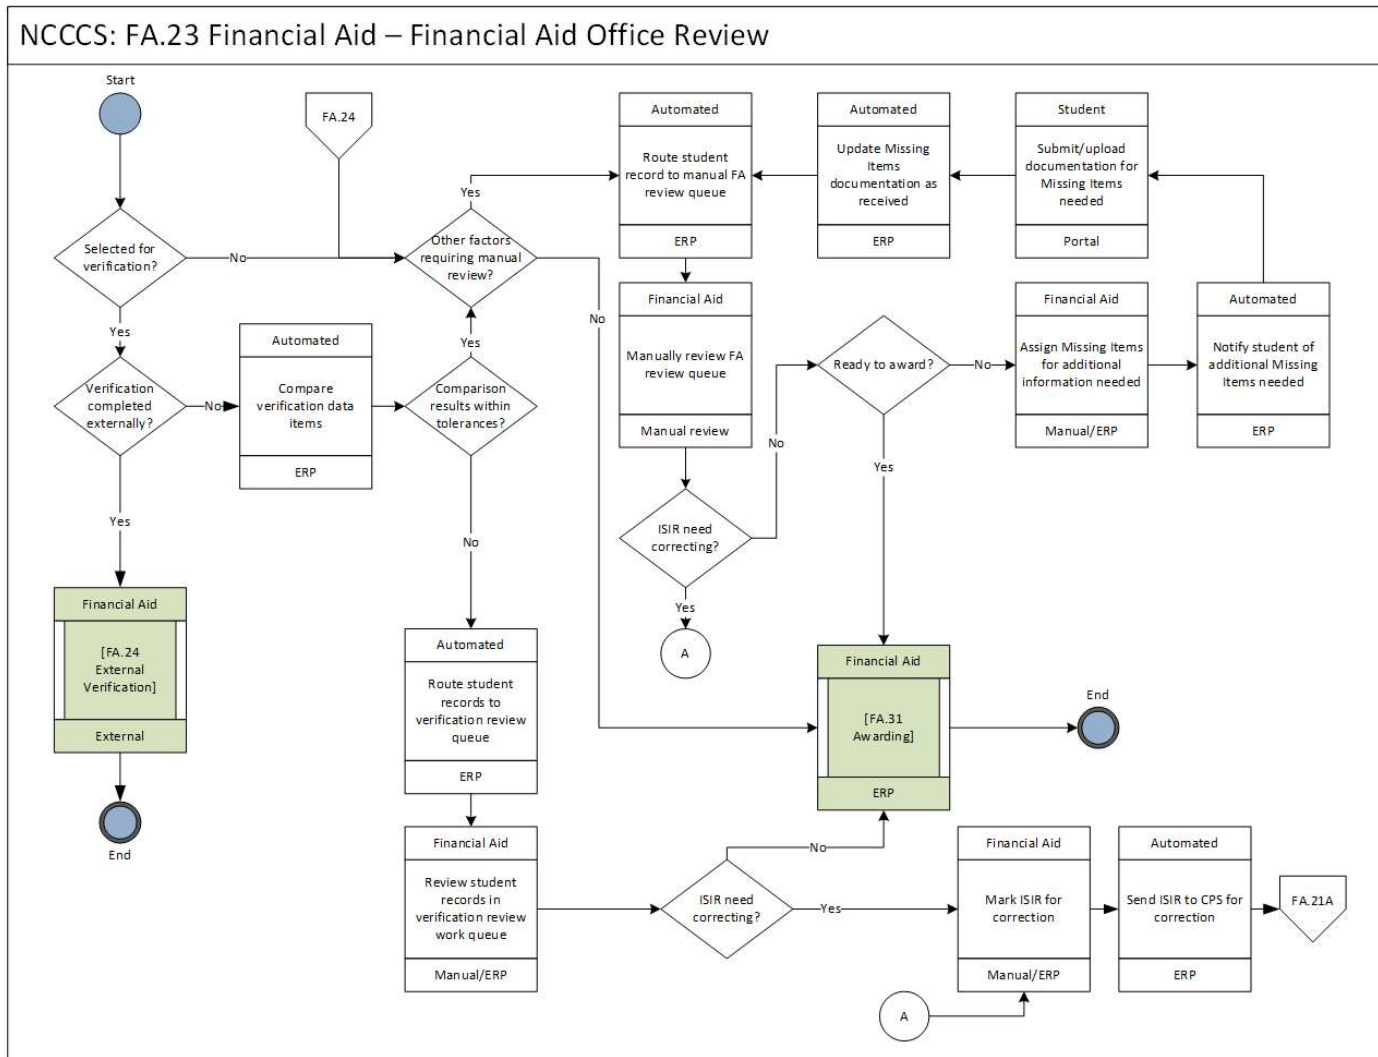 NCCCS: FA.23 Financial Aid – Financial Aid Office Review
Start
FA.24
Automated
Route student
record to manual FA
review queue
ERP
Automated
Update Missing
Items
documentation as
received
ERP
Student
Submit/upload
documentation for
Missing Items
needed
Portal
Selected for
verification?
No
Yes
Other factors
requiring manual
review?
Yes
No
Financial Aid
Manually review FA
review queue
Manual review
Ready to award?
No
Yes
Financial Aid
Assign Missing Items
for additional
information needed
Manual/ERP
Automated
Notify student of
additional Missing
Items needed
ERP
Verification
completed
externally?
No
Yes
Automated
Compare
verification data
items
ERP
Comparison
results within
tolerances?
Yes
No
ISIR need
correcting?
No
Yes
A
Financial Aid
[FA.24
External
Verification]
External
End
Automated
Route student
records to
verification review
queue
ERP
Financial Aid
[FA.31
Awarding]
ERP
End
Financial Aid
Review student
records in
verification review
work queue
Manual/ERP
ISIR need
correcting?
No
Yes
Financial Aid
Mark ISIR for
correction
Manual/ERP
Automated
Send ISIR to CPS for
correction
ERP
FA.21A
A